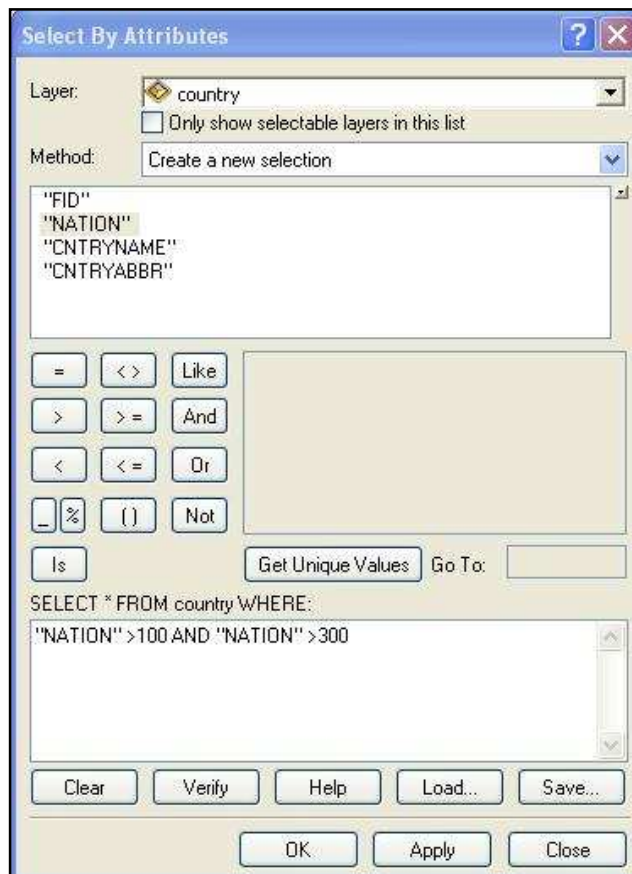 Select By Attributes ? X
Layer: country
Only show selectable layers in this list
Method: Create a new selection
"FID"
"NATION"
"CNTRYNAME"
"CNTRYABBR"
= <> Like
> >= And
< <= Or
_ % () Not
Is Get Unique Values Go To:
SELECT * FROM country WHERE:
"NATION" >100 AND "NATION" >300
Clear Verify Help Load... Save...
OK Apply Close